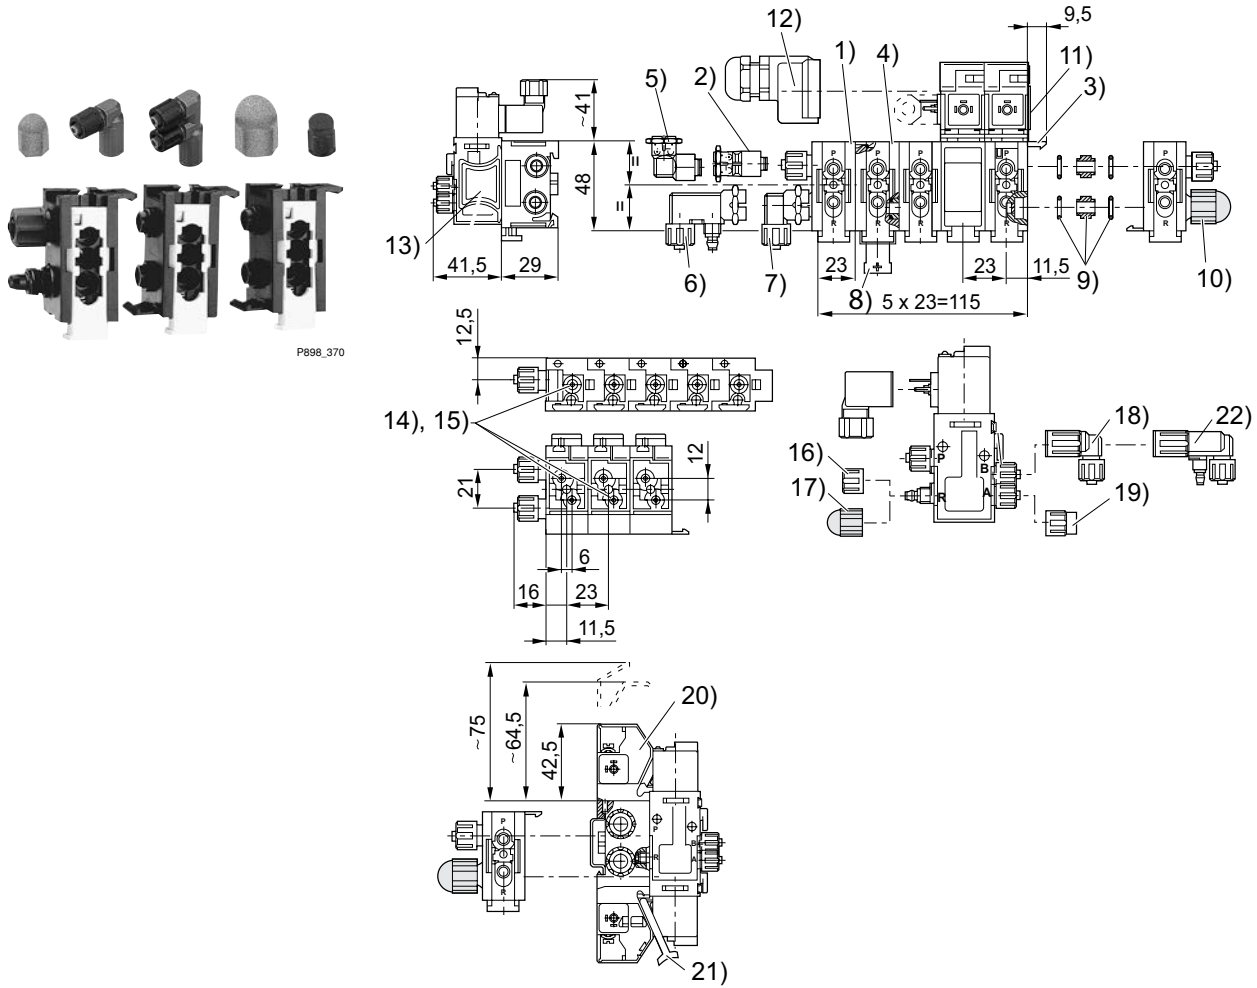 P898_370
12)
1)
4)
9,5
11)
3)
5)
2)
~41
=
=
48
13)
41,5
29
6)
7)
8)
23
5 x 23=115
23
11,5
9)
10)
P
P
P
P
P
R
R
R
R
R
12,5
14), 15)
12
21
6
16
23
11,5
16)
17)
18)
22)
19)
P
B
R
A
~75
~64,5
42,5
20)
P
R
P
R
B
A
21)